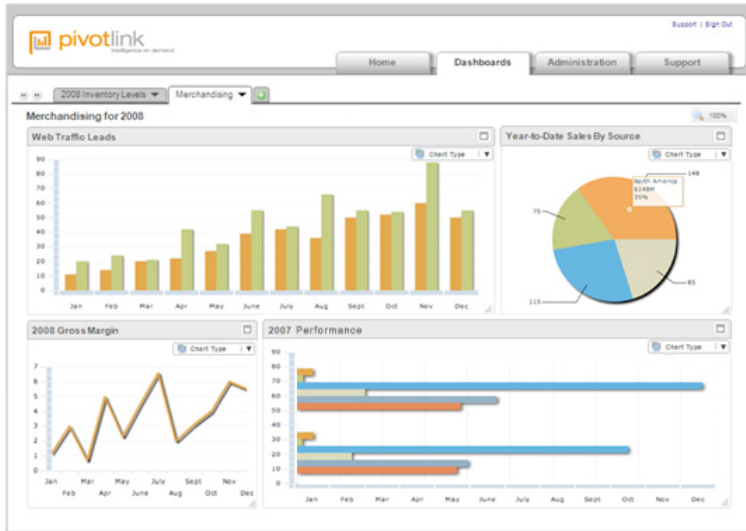 Support | Sign Out
pivotlink
intelligence on demand
Home Dashboards Administration Support
2008 Inventory Levels Merchandising
Merchandising for 2008 100%
Web Traffic Leads
Chart Type
90
80
70
60
50
40
30
20
10
0
Jan Feb Mar Apr May June July Aug Sept Oct Nov Dec
Year-to-Date Sales By Source
Chart Type
148
North America
35%
75
115
2008 Gross Margin
Chart Type
7
6
5
4
3
2
1
0
Jan Mar May July Sept Nov
Feb Apr June Aug Oct Dec
2007 Performance
Chart Type
90
80
70
60
50
40
30
20
10
0
Jan Feb Mar Apr May June July Aug Sept Oct Nov Dec